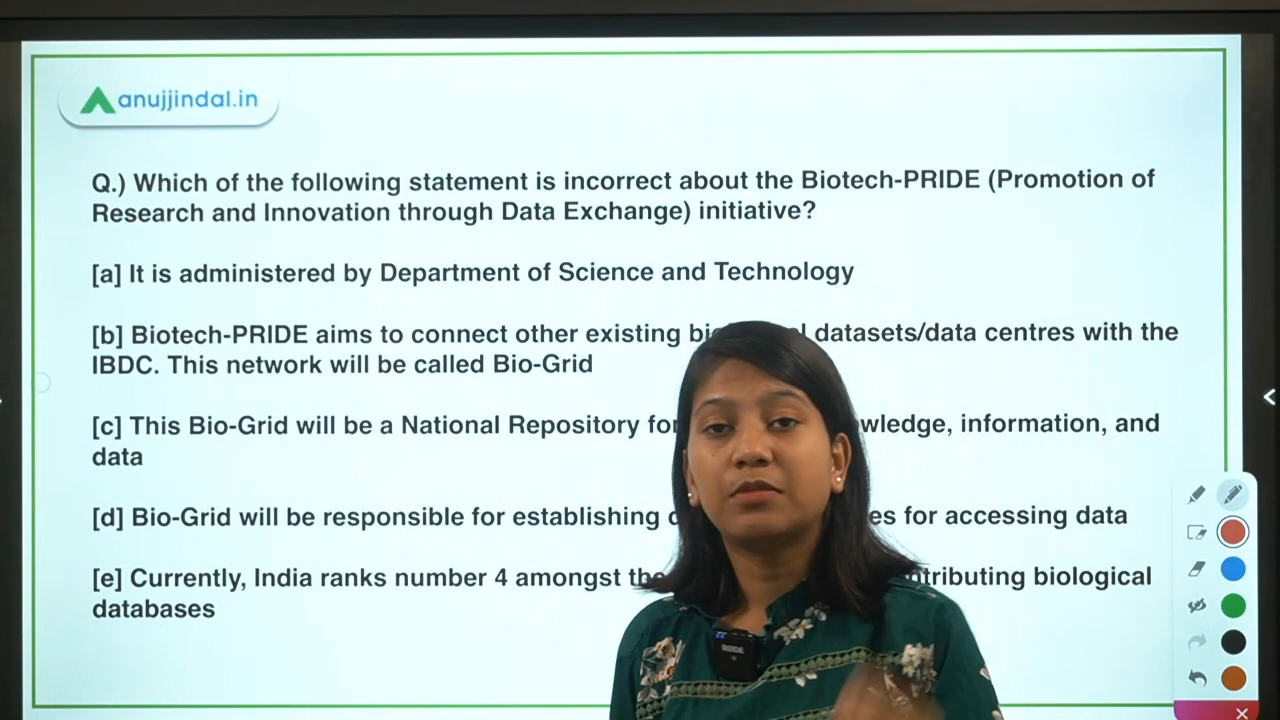 anujjindal.in
Q.) Which of the following statement is incorrect about the Biotech-PRIDE (Promotion of
Research and Innovation through Data Exchange) initiative?
[a] It is administered by Department of Science and Technology
[b] Biotech-PRIDE aims to connect other existing datasets/data centres with the
IBDC. This network will be called Bio-Grid
[c] This Bio-Grid will be a National Repository for information, and
data
[d] Bio-Grid will be responsible for establishing for accessing data
[e] Currently, India ranks number 4 amongst the biological
databases
RODE